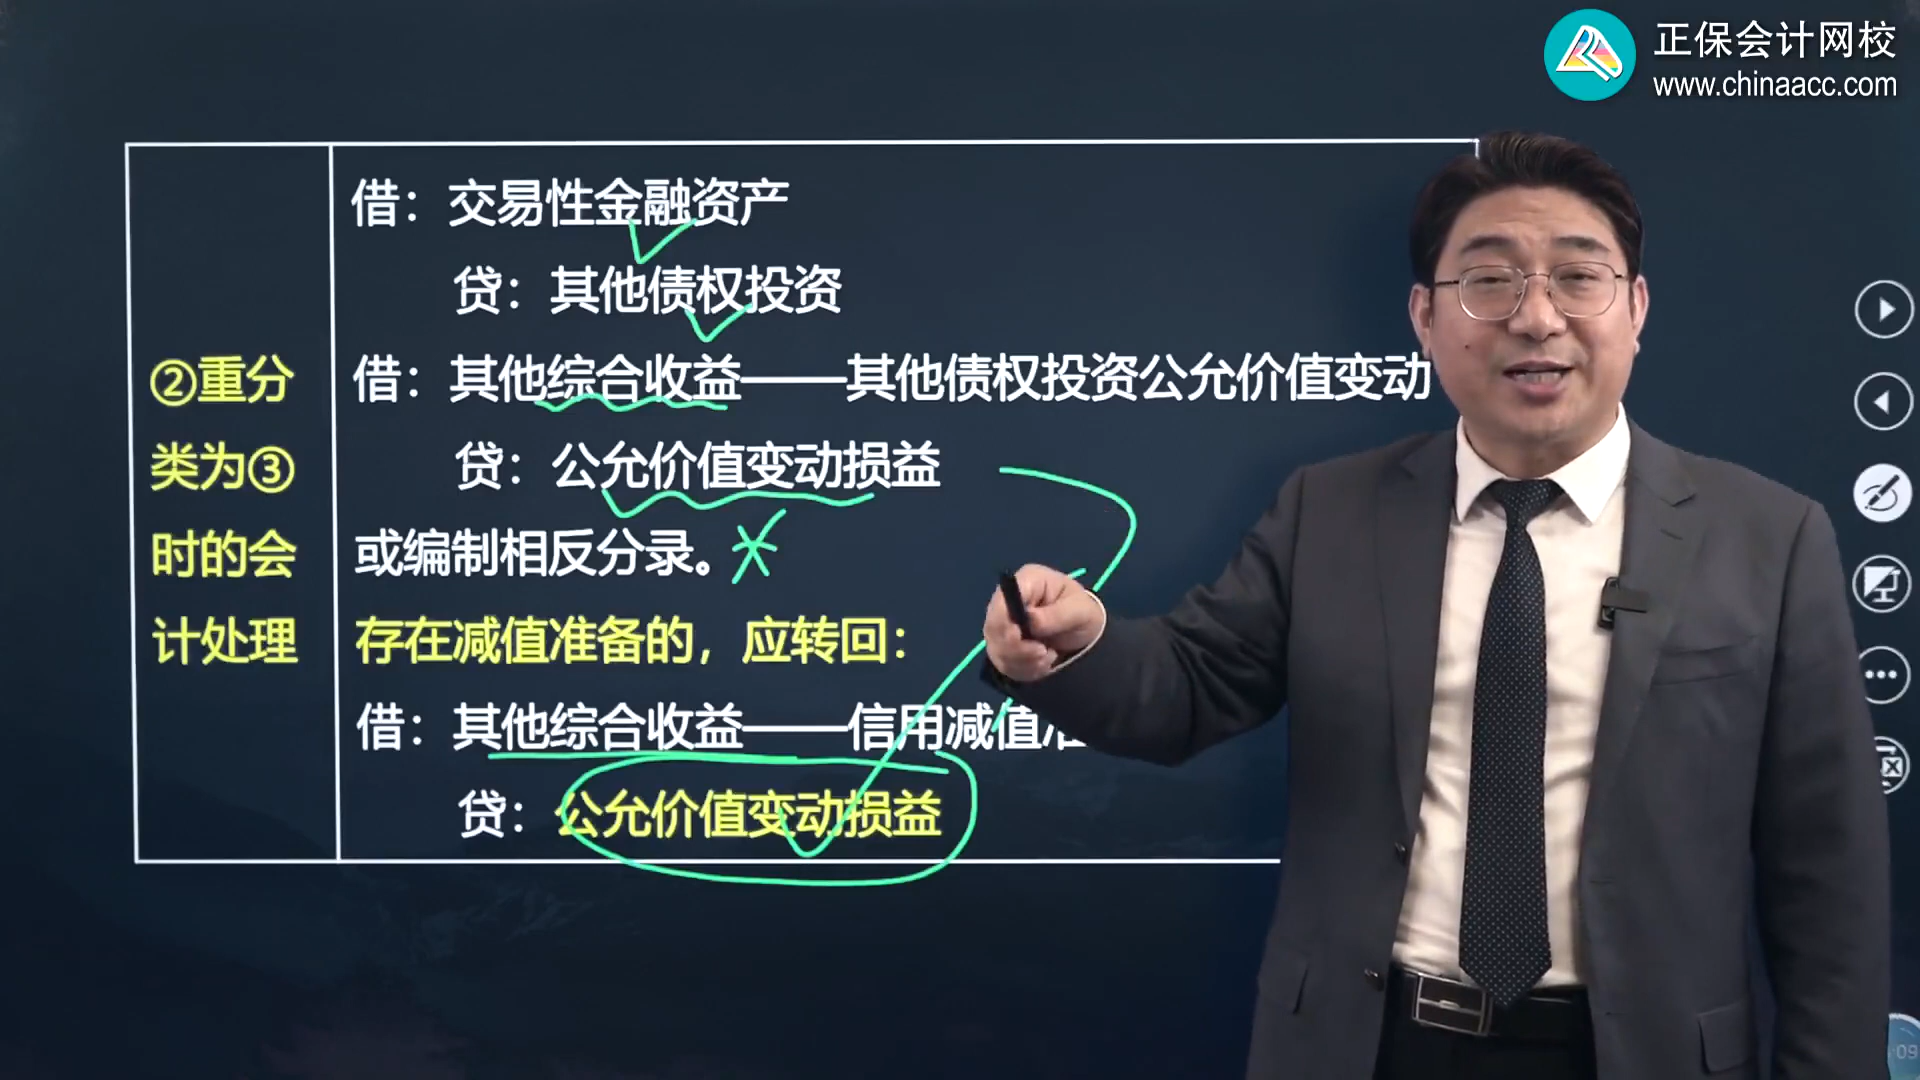 正保会计网校
www.chinaacc.com
②重分
类为③
时的会
计处理
借：交易性金融资产
贷：其他债权投资
借：其他综合收益——其他债权投资公允价值变动
贷：公允价值变动损益
或编制相反分录。
存在减值准备的，应转回：
借：其他综合收益——信用减值准
贷：公允价值变动损益
09